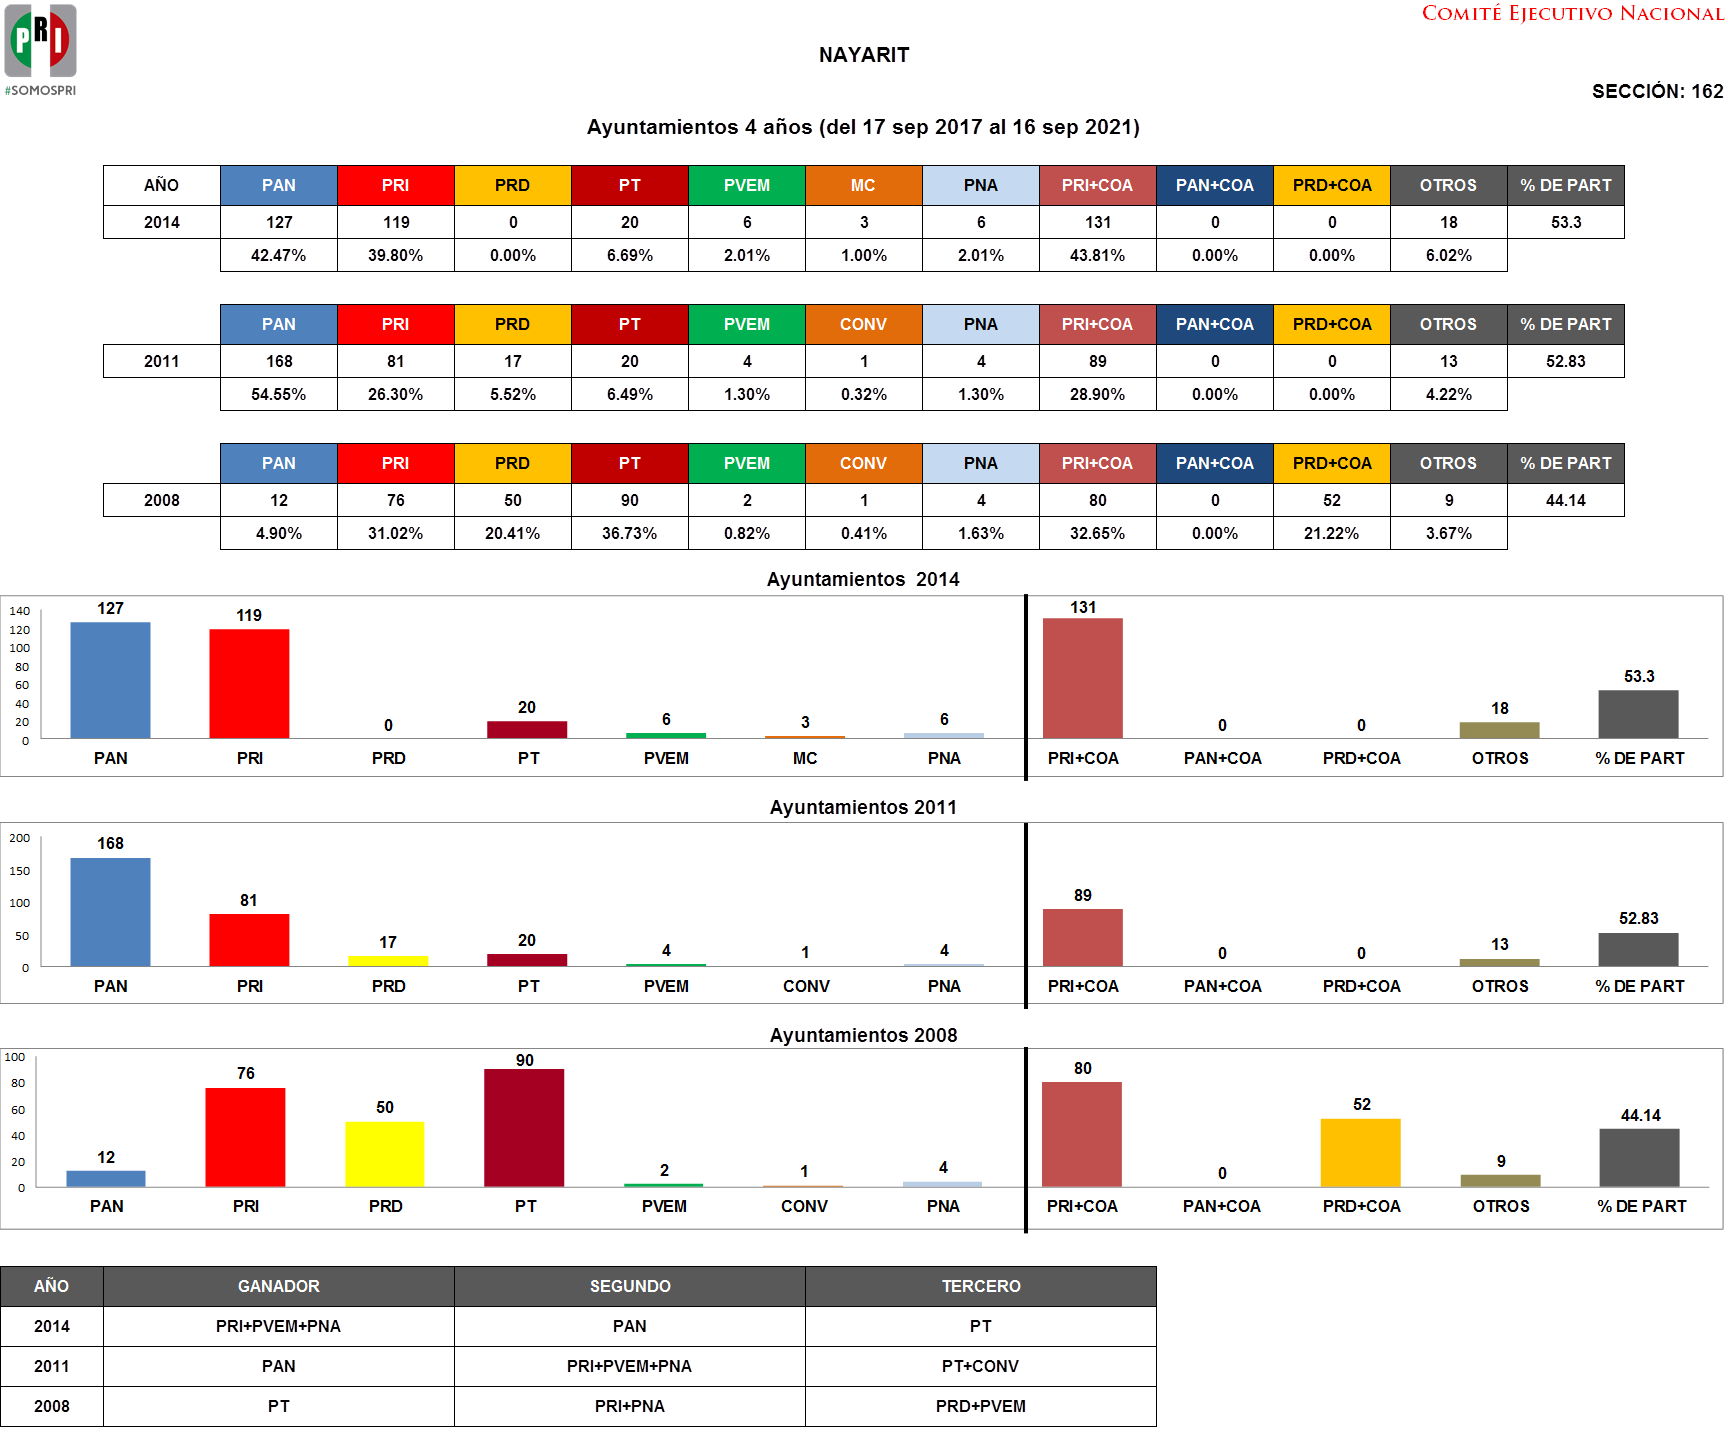 PRI
#SOMOSPRI
COMITÉ EJECUTIVO NACIONAL
NAYARIT
SECCIÓN: 162
Ayuntamientos 4 años (del 17 sep 2017 al 16 sep 2021)
AÑO PAN PRI PRD PT PVEM MC PNA PRI+COA PAN+COA PRD+COA OTROS % DE PART
2014 127 119 0 20 6 3 6 131 0 0 18 53.3
42.47% 39.80% 0.00% 6.69% 2.01% 1.00% 2.01% 43.81% 0.00% 0.00% 6.02%
PAN PRI PRD PT PVEM CONV PNA PRI+COA PAN+COA PRD+COA OTROS % DE PART
2011 168 81 17 20 4 1 4 89 0 0 13 52.83
54.55% 26.30% 5.52% 6.49% 1.30% 0.32% 1.30% 28.90% 0.00% 0.00% 4.22%
PAN PRI PRD PT PVEM CONV PNA PRI+COA PAN+COA PRD+COA OTROS % DE PART
2008 12 76 50 90 2 1 4 80 0 52 9 44.14
4.90% 31.02% 20.41% 36.73% 0.82% 0.41% 1.63% 32.65% 0.00% 21.22% 3.67%
Ayuntamientos 2014
140
120
100
80
60
40
20
0
127 119 0 20 6 3 6 131 0 0 18 53.3
PAN PRI PRD PT PVEM MC PNA PRI+COA PAN+COA PRD+COA OTROS % DE PART
Ayuntamientos 2011
200
150
100
50
0
168 81 17 20 4 1 4 89 0 0 13 52.83
PAN PRI PRD PT PVEM CONV PNA PRI+COA PAN+COA PRD+COA OTROS % DE PART
Ayuntamientos 2008
100
80
60
40
20
0
12 76 50 90 2 1 4 80 0 52 9 44.14
PAN PRI PRD PT PVEM CONV PNA PRI+COA PAN+COA PRD+COA OTROS % DE PART
AÑO GANADOR SEGUNDO TERCERO
2014 PRI+PVEM+PNA PAN PT
2011 PAN PRI+PVEM+PNA PT+CONV
2008 PT PRI+PNA PRD+PVEM